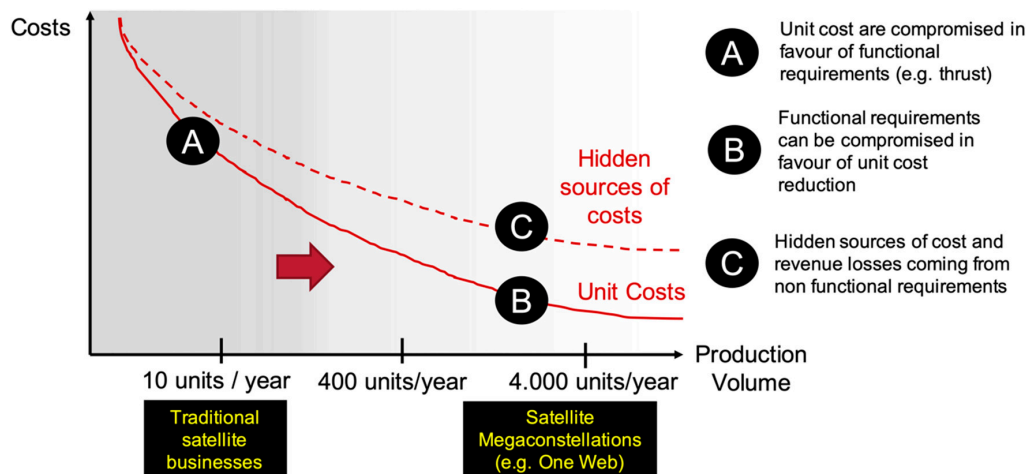 Costs
A
Unit cost are compromised in
favour of functional
requirements (e.g. thrust)
B
Functional requirements
can be compromised in
favour of unit cost
reduction
C
Hidden sources of cost and
revenue losses coming from
non functional requirements
A
Hidden
sources of
costs
C
B
Unit Costs
Production
Volume
10 units / year
400 units/year
4.000 units/year
Traditional
satellite
businesses
Satellite
Megaconstellations
(e.g. One Web)